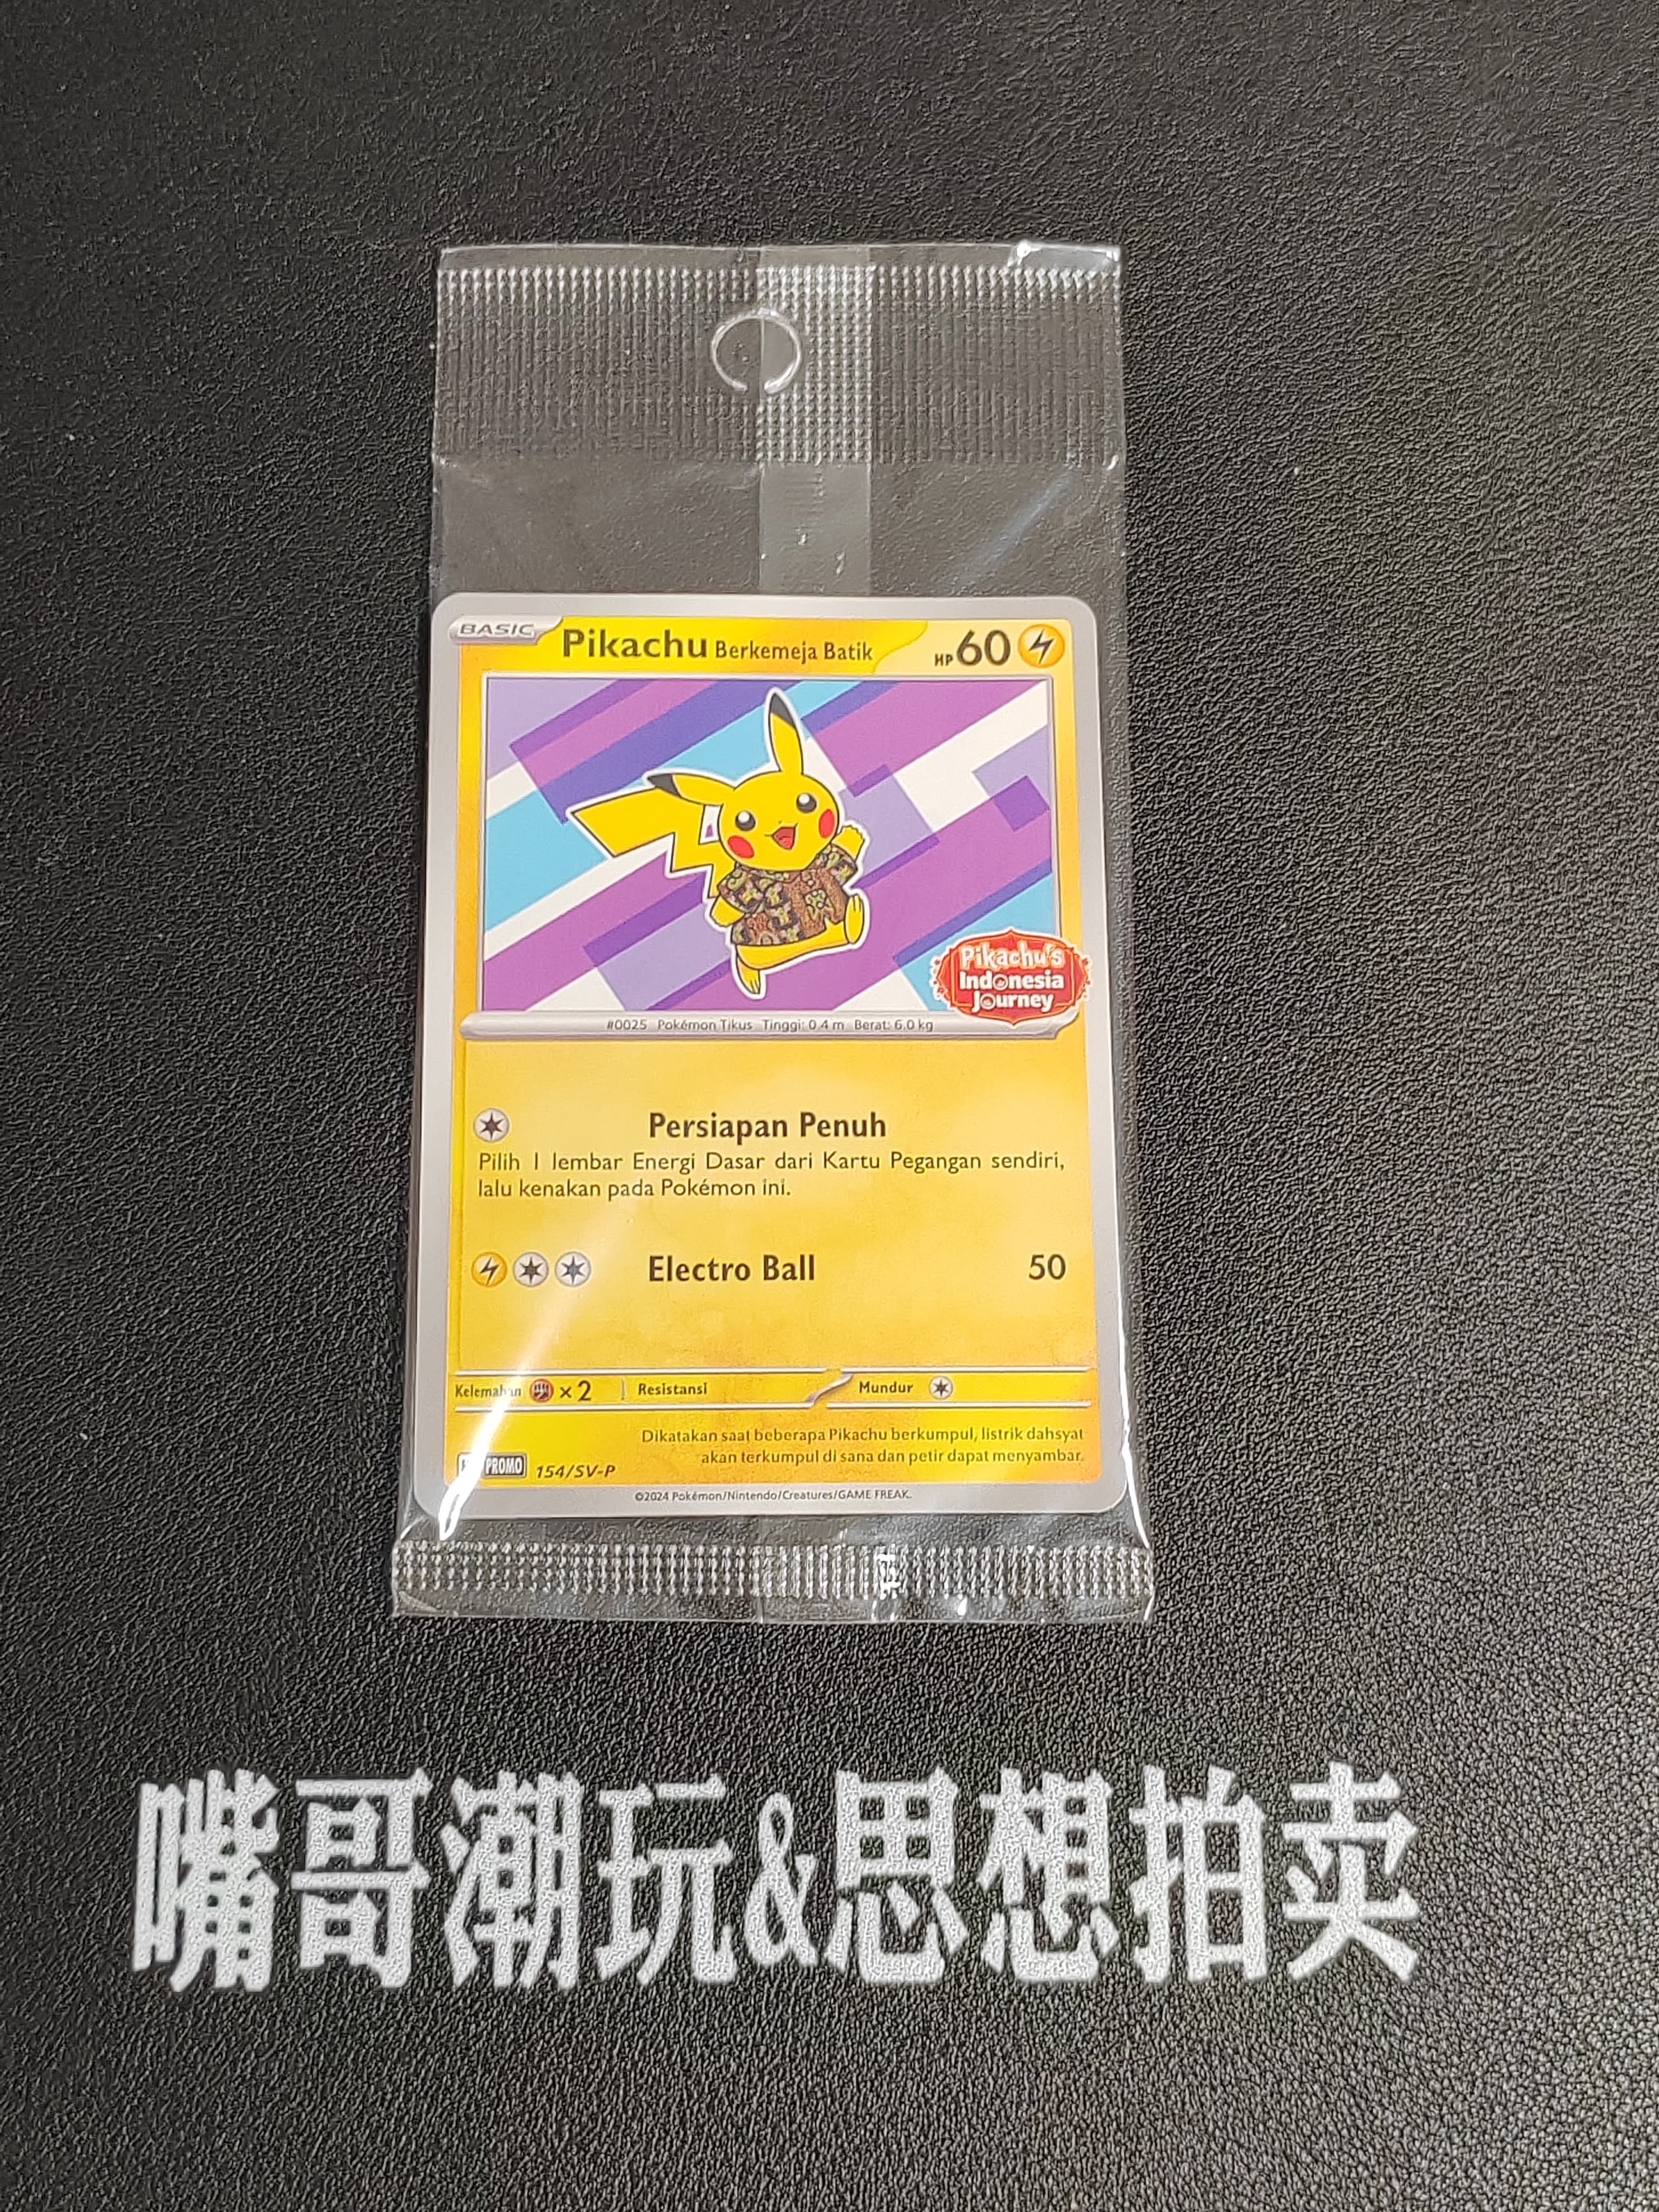 BASIC Pikachu Berkemeja Batik HP 60
Pikachu's
Indonesia
Journey
#0025 Pokémon Tikus Tinggi: 0.4 m Berat: 6.0 kg
Persiapan Penuh
Pilih 1 lembar Energi Dasar dari Kartu Pegangan sendiri,
lalu kenakan pada Pokémon ini.
Electro Ball 50
Kelemahan ×2 Resistansi Mundur
Dikatakan saat beberapa Pikachu berkumpul, listrik dahsyat
akan terkumpul di sana dan petir dapat menyambar.
PROMO 154/SV-P
©2024 Pokémon/Nintendo/Creatures/GAME FREAK.
嘴哥潮玩&思想拍卖